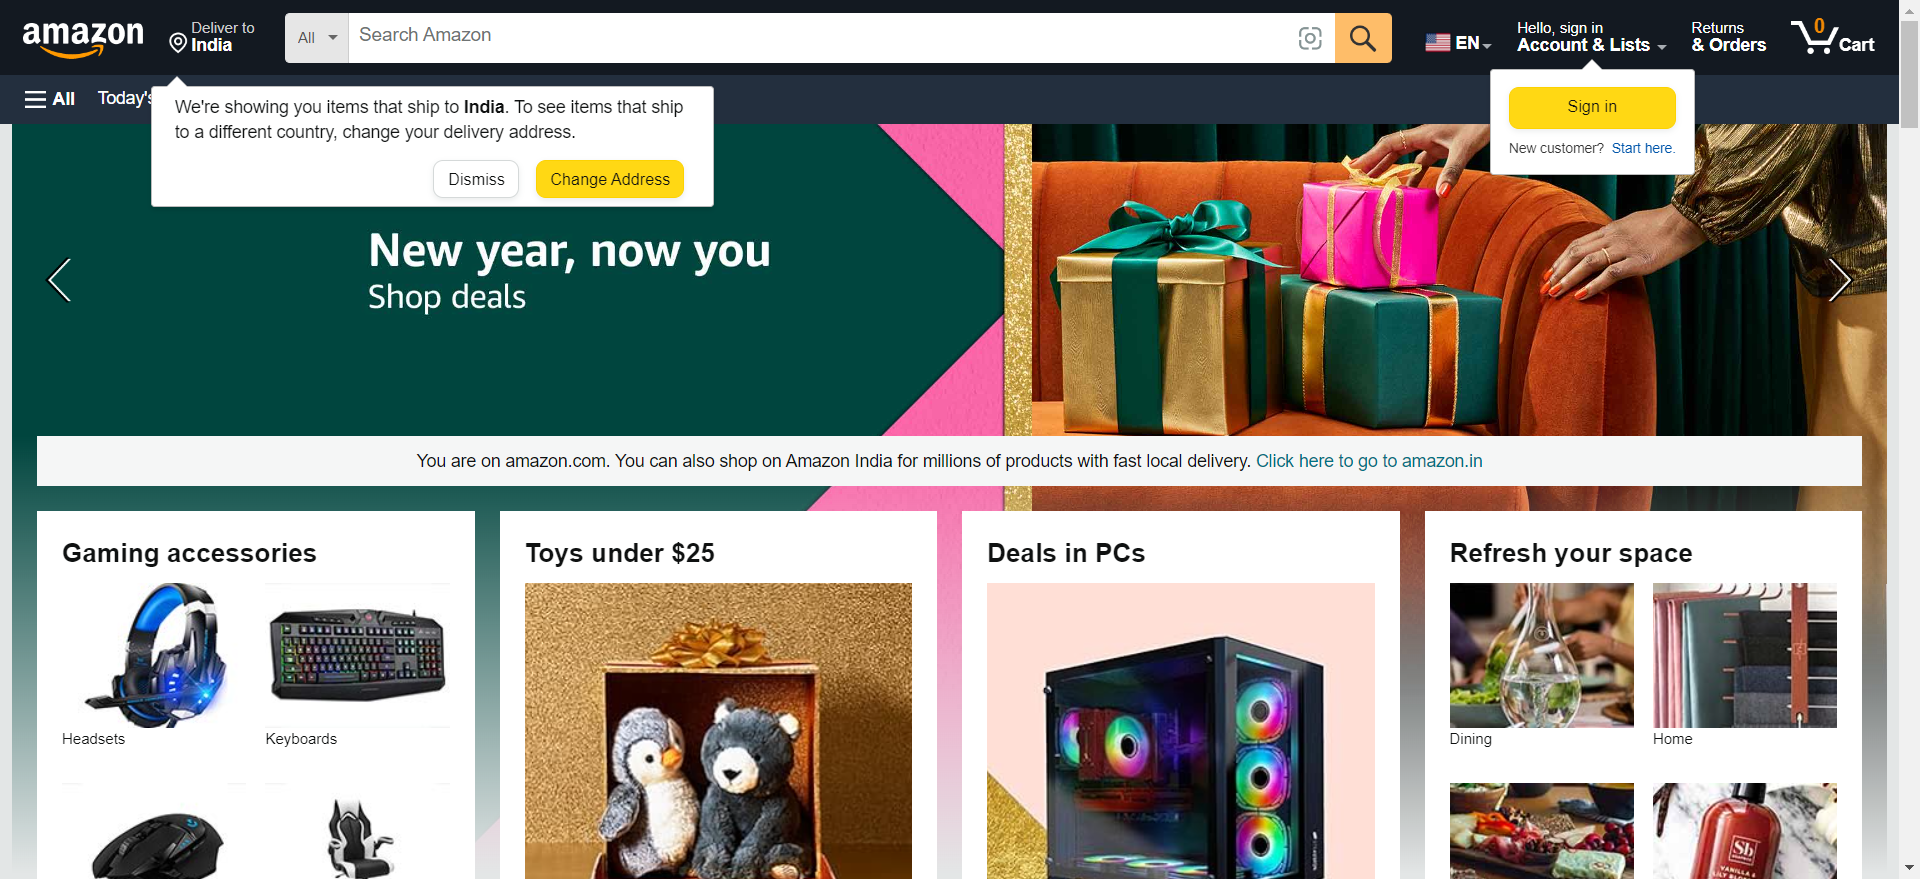 amazon
Deliver to
India
All
Search Amazon
EN
Hello, sign in
Account & Lists
Returns
& Orders
0
Cart
All
Today's
We're showing you items that ship to India. To see items that ship
to a different country, change your delivery address.
Dismiss
Change Address
Sign in
New customer? Start here.
New year, now you
Shop deals
You are on amazon.com. You can also shop on Amazon India for millions of products with fast local delivery. Click here to go to amazon.in
Gaming accessories
Headsets
Keyboards
Toys under $25
Deals in PCs
Refresh your space
Dining
Home
Sb
VANILLA &